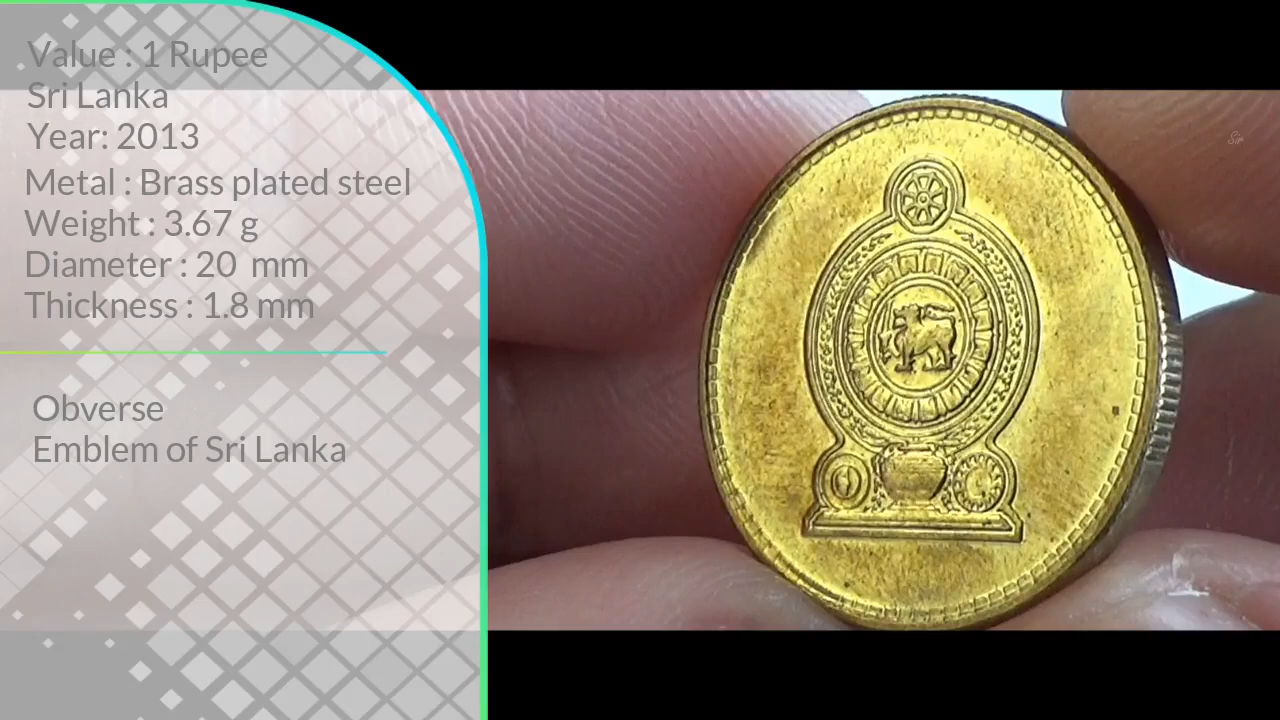 Value : 1 Rupee
Sri Lanka
Year: 2013
Metal : Brass plated steel
Weight : 3.67 g
Diameter : 20 mm
Thickness : 1.8 mm
Obverse
Emblem of Sri Lanka